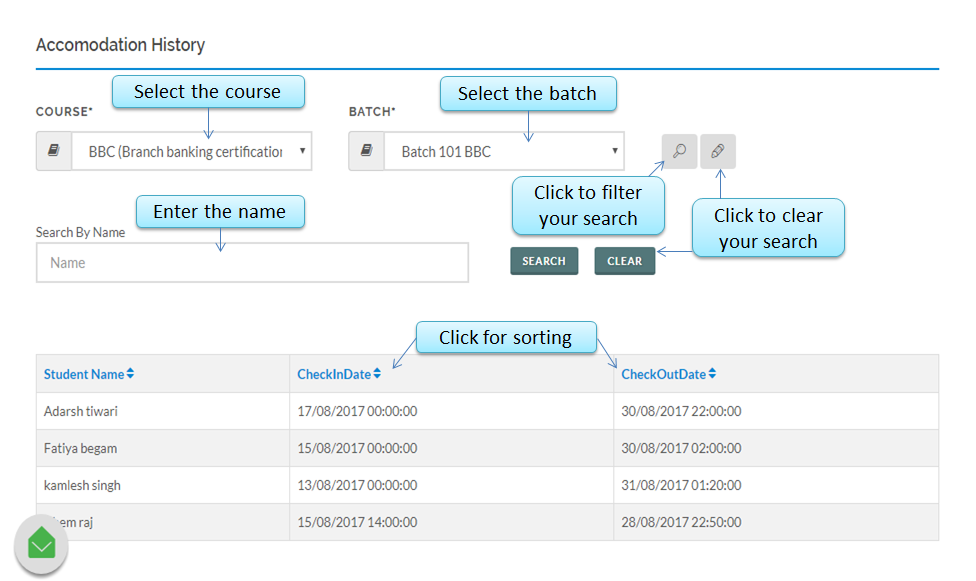 Accomodation History
Select the course
Select the batch
COURSE*
BATCH*
BBC (Branch banking certification
Batch 101 BBC
Click to filter
your search
Click to clear
your search
Enter the name
Search By Name
Name
SEARCH
CLEAR
Click for sorting
Student Name CheckInDate CheckOutDate
Adarsh tiwari 17/08/2017 00:00:00 30/08/2017 22:00:00
Fatiya begam 15/08/2017 00:00:00 30/08/2017 02:00:00
kamlesh singh 13/08/2017 00:00:00 31/08/2017 01:20:00
raj 15/08/2017 14:00:00 28/08/2017 22:50:00